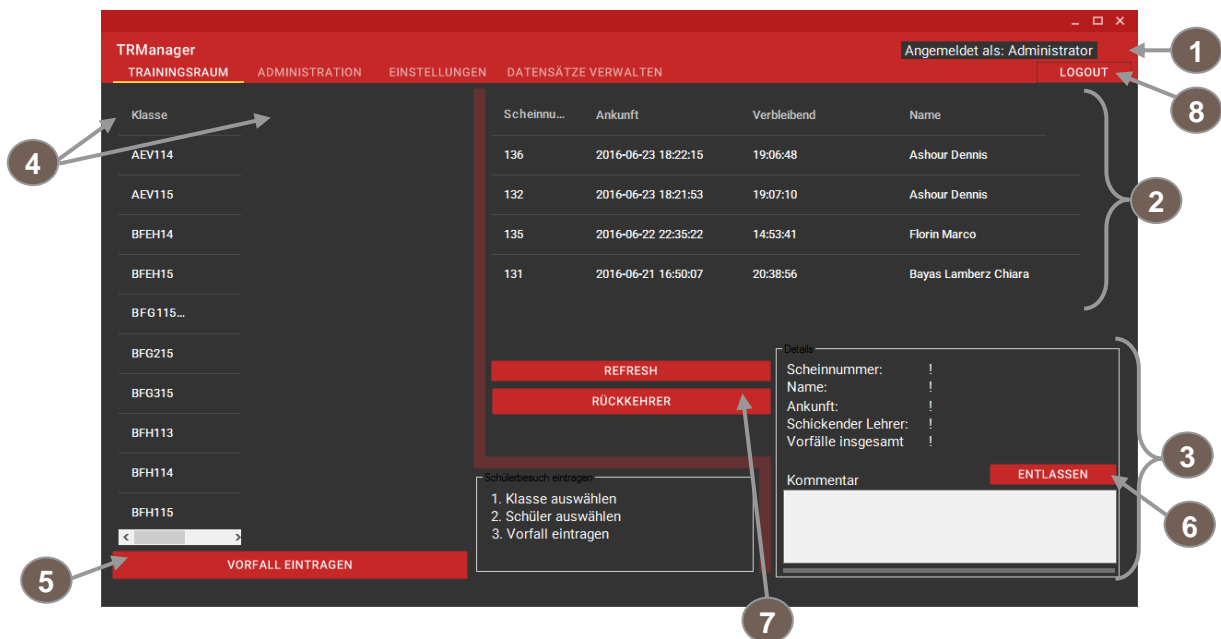 TRManager
Angemeldet als: Administrator
1
TRAININGSRAUM ADMINISTRATION EINSTELLUNGEN DATENSÄTZE VERWALTEN LOGOUT
8
Klasse
4
AEV114
AEV115
BFEH14
BFEH15
BFG115...
BFG215
BFG315
BFH113
BFH114
BFH115
VORFALL EINTRAGEN
5
Scheinnu... Ankunft Verbleibend Name
136 2016-06-23 18:22:15 19:06:48 Ashour Dennis
132 2016-06-23 18:21:53 19:07:10 Ashour Dennis
135 2016-06-22 22:35:22 14:53:41 Florin Marco
131 2016-06-21 16:50:07 20:38:56 Bayas Lamberz Chiara
2
REFRESH
RÜCKKEHRER
7
Schülerbesuch eintragen
1. Klasse auswählen
2. Schüler auswählen
3. Vorfall eintragen
Details
Scheinnummer: !
Name: !
Ankunft: !
Schickender Lehrer: !
Vorfälle insgesamt !
3
Kommentar
ENTLASSEN
6